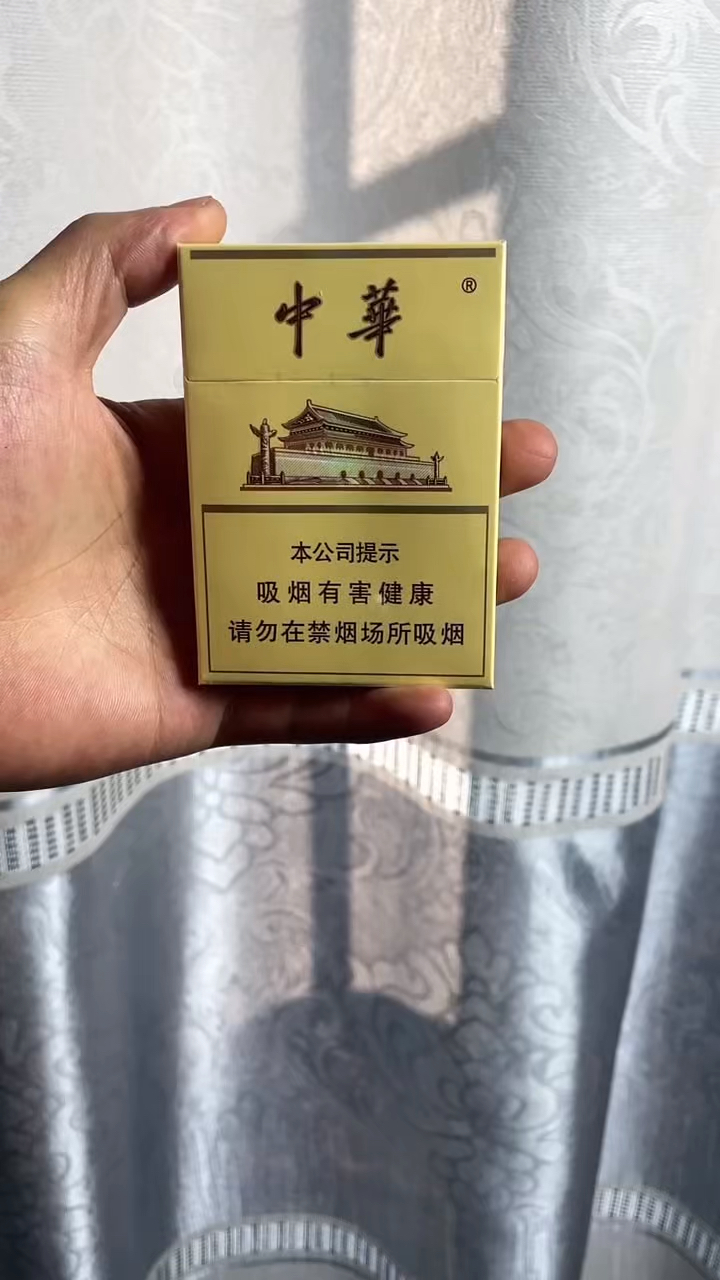 中華 ®
本公司提示
吸烟有害健康
请勿在禁烟场所吸烟